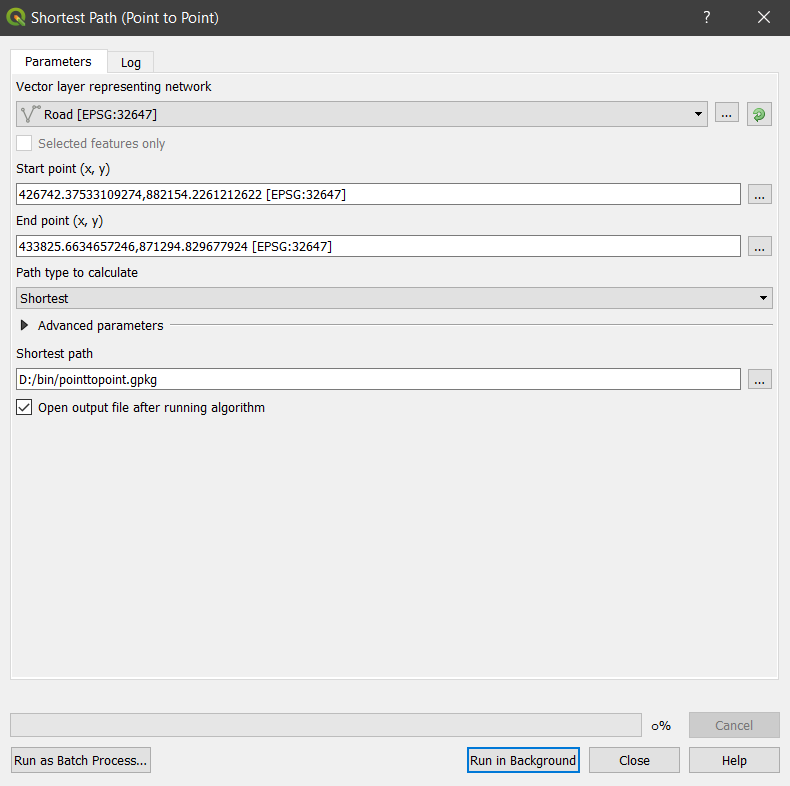 Shortest Path (Point to Point)
?
Parameters
Log
Vector layer representing network
Road [EPSG:32647]
...
Selected features only
Start point (x, y)
426742.37533109274,882154.2261212622 [EPSG:32647]
...
End point (x, y)
433825.6634657246,871294.829677924 [EPSG:32647]
...
Path type to calculate
Shortest
Advanced parameters
Shortest path
D:/bin/pointtopoint.gpkg
...
Open output file after running algorithm
0%
Cancel
Run as Batch Process...
Run in Background
Close
Help